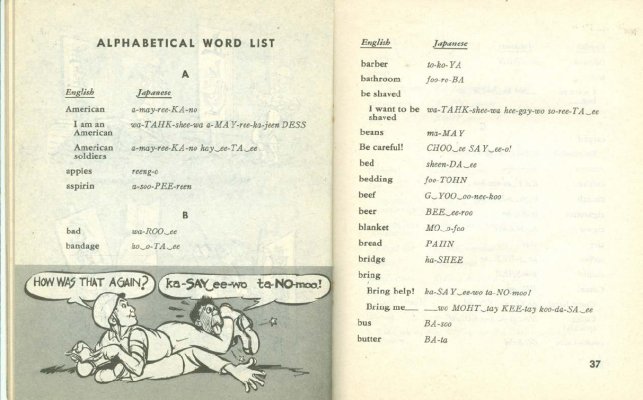 ALPHABETICAL WORD LIST
A
English Japanese
American a-may-ree-KA-no
I am an wa-TAHK-shee-wa a-MAY-ree-ka-jeen DESS
American
American a-may-ree-KA-no hay_ee-TA_ee
soldiers
apples reeng-o
aspirin a-soo-PEE-reen
B
bad wa-ROO_ee
bandage ho_o-TA_ee
HOW WAS THAT AGAIN? ka-SAY_ee-wo ta-NO-moo!
English Japanese
barber to-ko-YA
bathroom foo-ro-BA
be shaved
I want to be wa-TAHK-shee-wa hee-gay-wo so-ree-TA_ee
shaved
beans ma-MAY
Be careful! CHOO_ee SAY_ee-o!
bed sheen-DA_ee
bedding foo-TOHN
beef G_YOO_oo-nee-koo
beer BEE_ee-roo
blanket MO_o-foo
bread PAIIN
bridge ha-SHEE
bring
Bring help! ka-SAY_ee-wo ta-NO-moo!
Bring me___ ___wo MOHT_tay KEE-tay koo-da-SA_ee
bus BA-soo
butter BA-ta
37